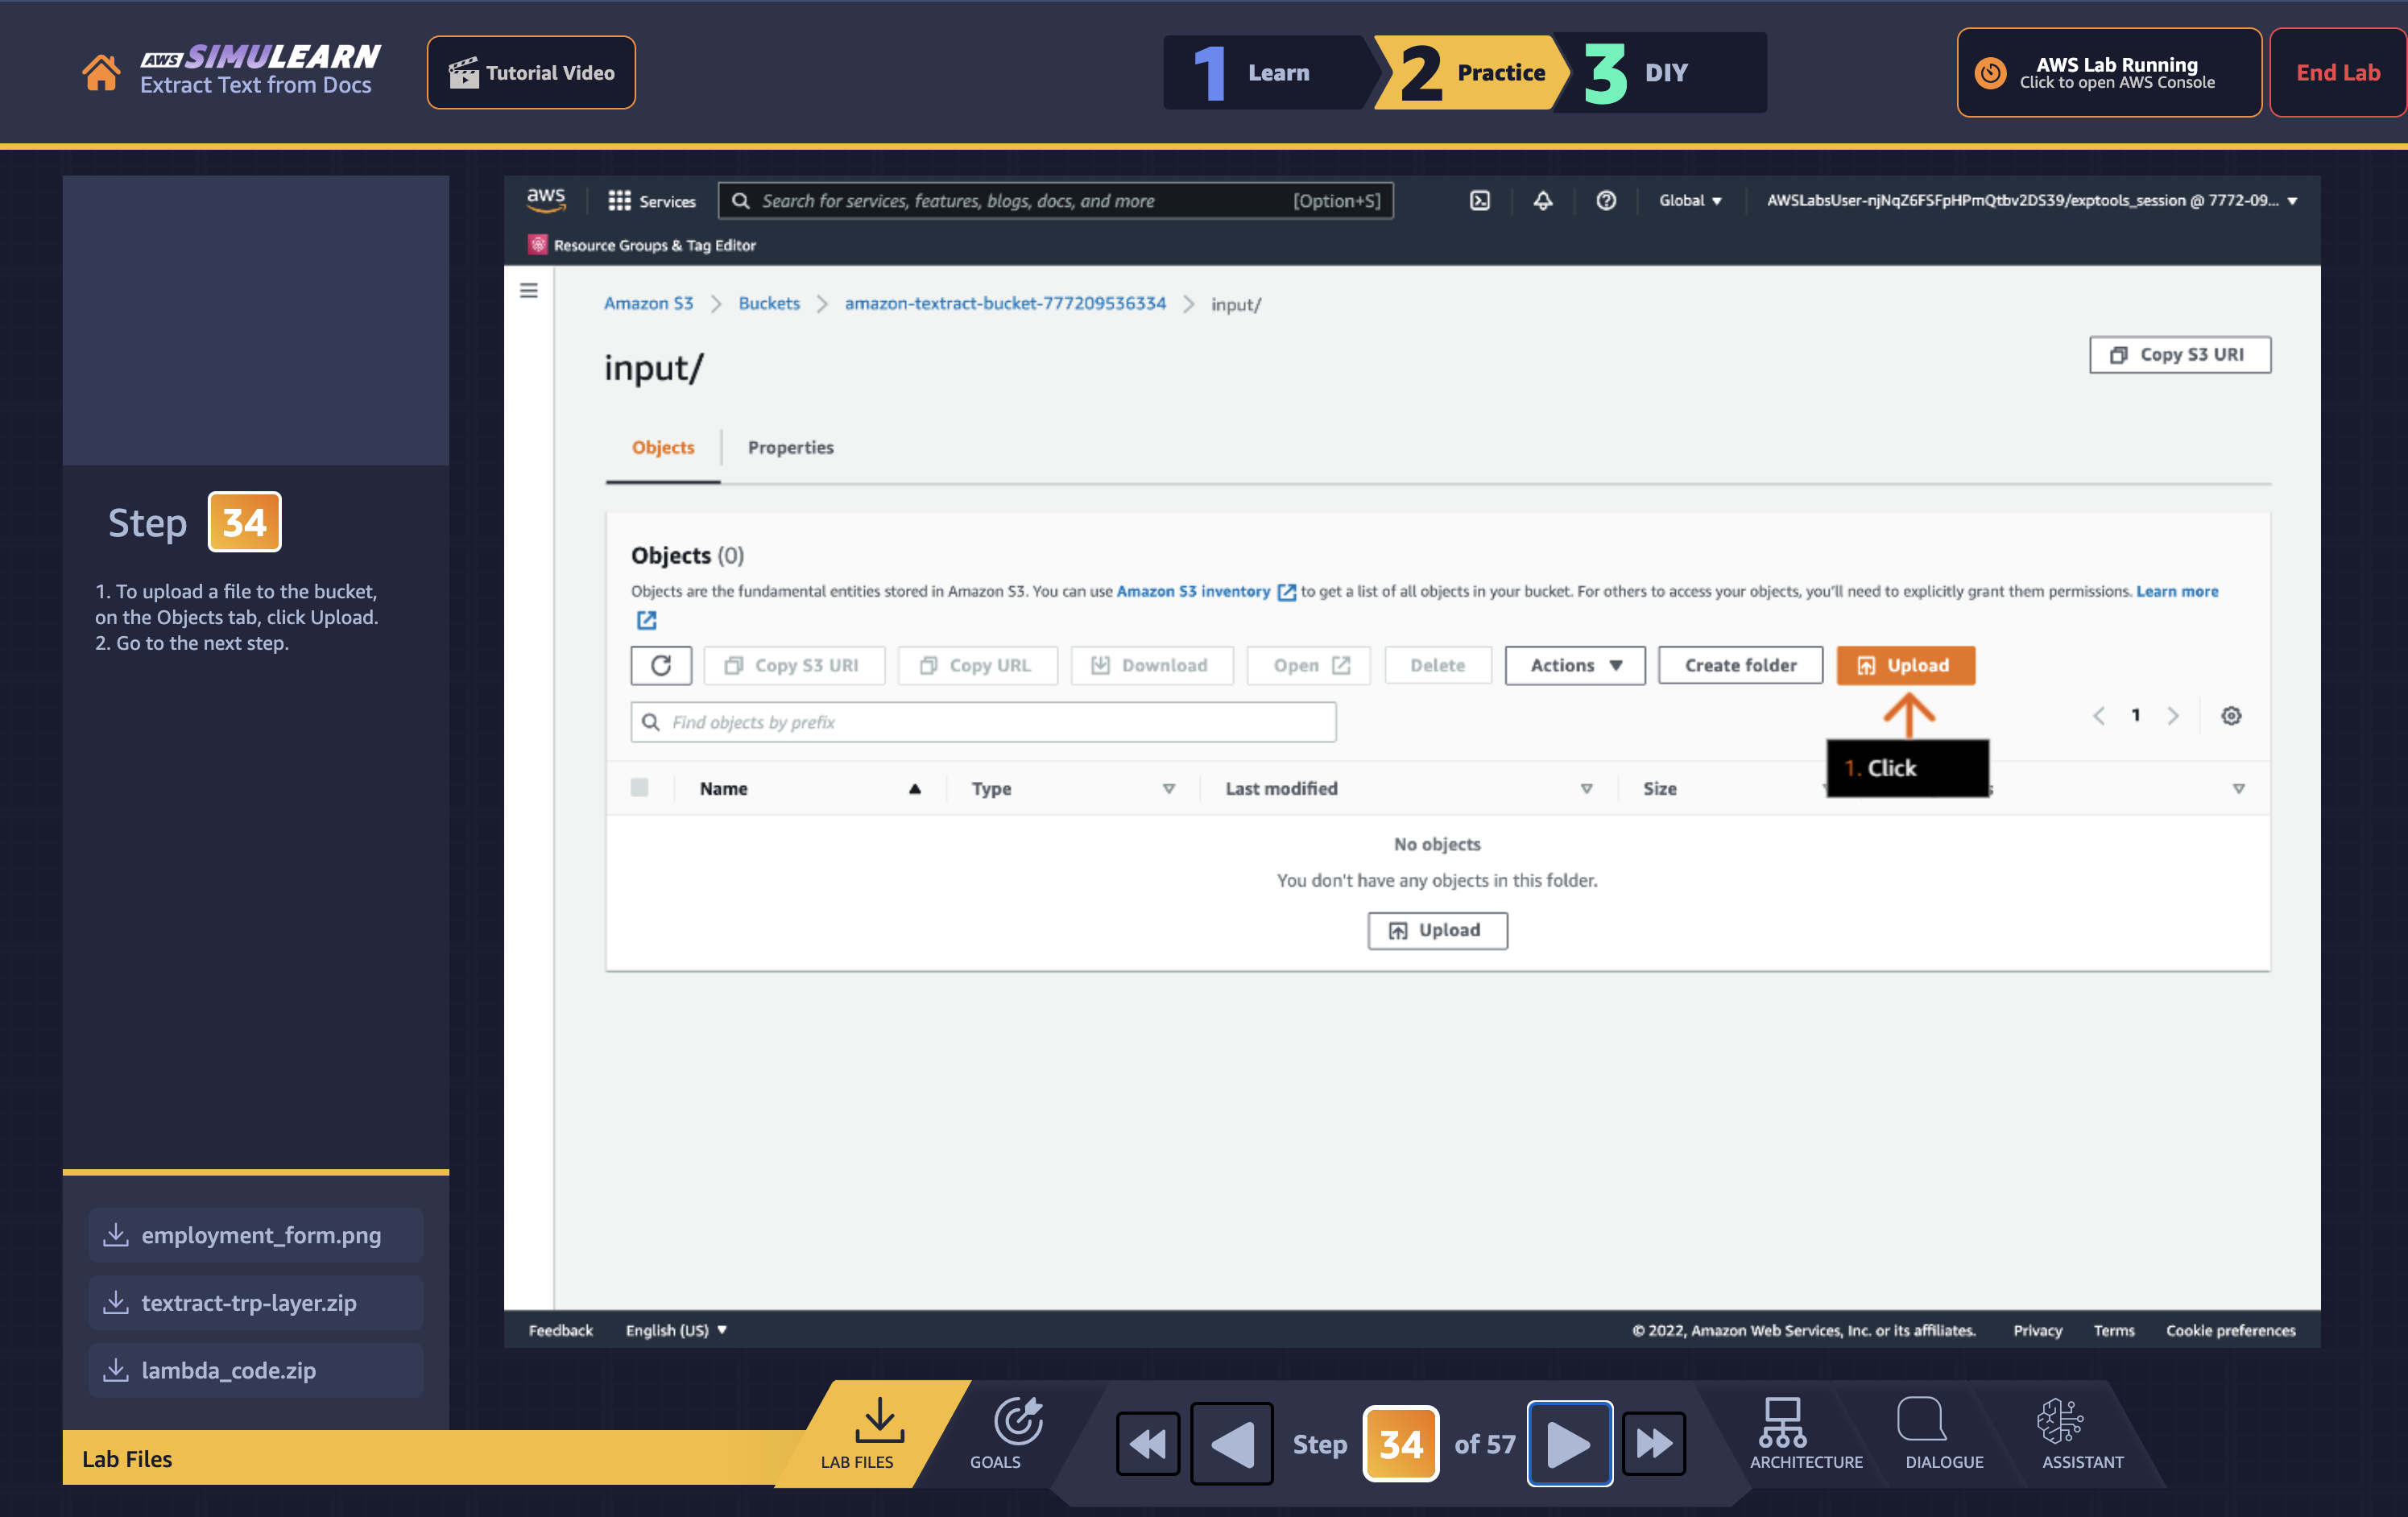 AWS SIMULEARN
Extract Text from Docs
Tutorial Video
1 Learn
2 Practice
3 DIY
AWS Lab Running
Click to open AWS Console
End Lab
Step 34
1. To upload a file to the bucket,
on the Objects tab, click Upload.
2. Go to the next step.
employment_form.png
textract-trp-layer.zip
lambda_code.zip
Lab Files
aws
Services
Search for services, features, blogs, docs, and more [Option+S]
Global
AWSLabsUser-njNqZ6FSFpHPmQtbv2DS39/exptools_session @ 7772-09...
Resource Groups & Tag Editor
Amazon S3 > Buckets > amazon-textract-bucket-777209536334 > input/
input/
Copy S3 URI
Objects
Properties
Objects (0)
Objects are the fundamental entities stored in Amazon S3. You can use Amazon S3 inventory to get a list of all objects in your bucket. For others to access your objects, you'll need to explicitly grant them permissions. Learn more
Copy S3 URI
Copy URL
Download
Open
Delete
Actions
Create folder
Upload
Find objects by prefix
1
1. Click
Name
Type
Last modified
Size
No objects
You don't have any objects in this folder.
Upload
Feedback
English (US)
© 2022, Amazon Web Services, Inc. or its affiliates.
Privacy
Terms
Cookie preferences
LAB FILES
GOALS
Step 34 of 57
ARCHITECTURE
DIALOGUE
ASSISTANT